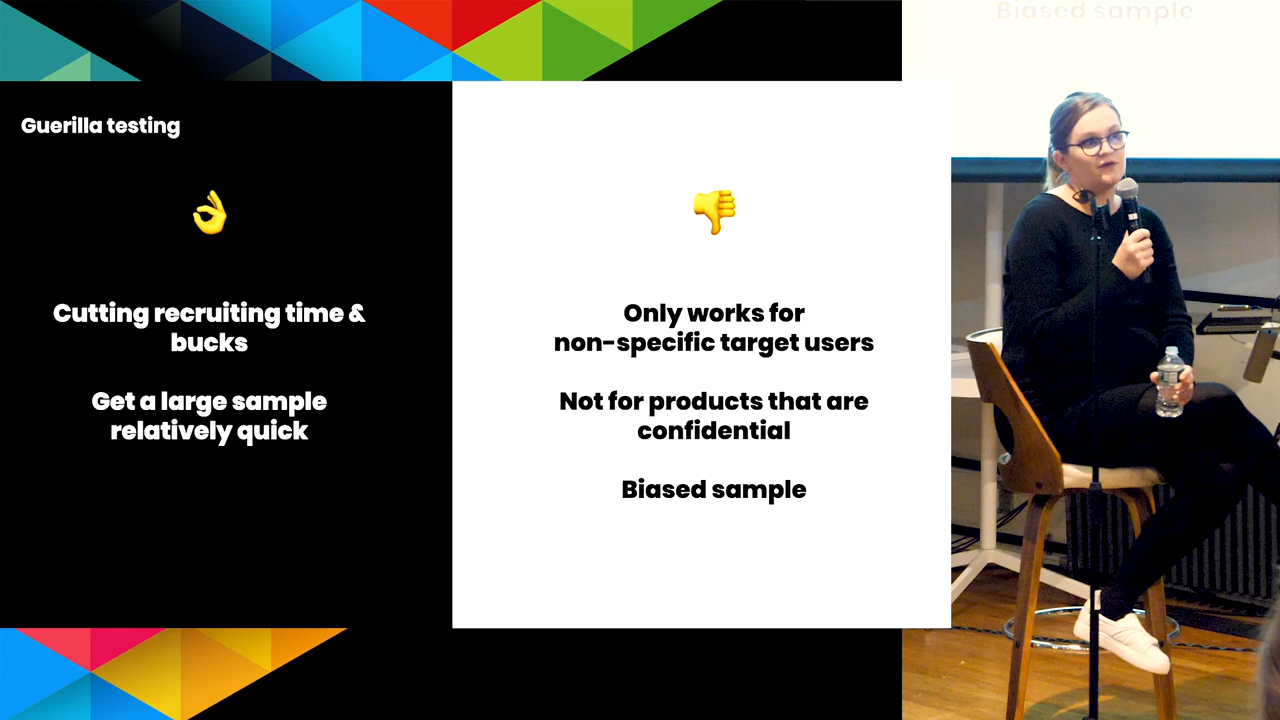 Biased sample
Guerilla testing
👌
👎
Cutting recruiting time &
bucks
Get a large sample
relatively quick
Only works for
non-specific target users
Not for products that are
confidential
Biased sample